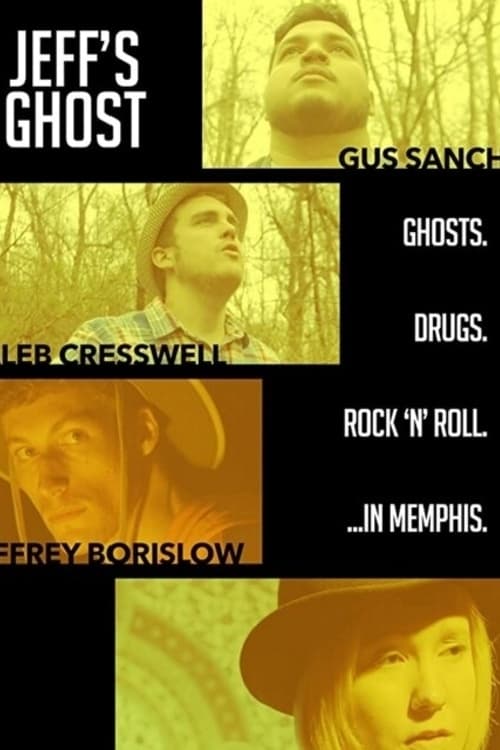 JEFF'S
GHOST
GUS SANCH
GHOSTS.
DRUGS.
LEB CRESSWELL
ROCK 'N' ROLL.
...IN MEMPHIS.
FFREY BORISLOW